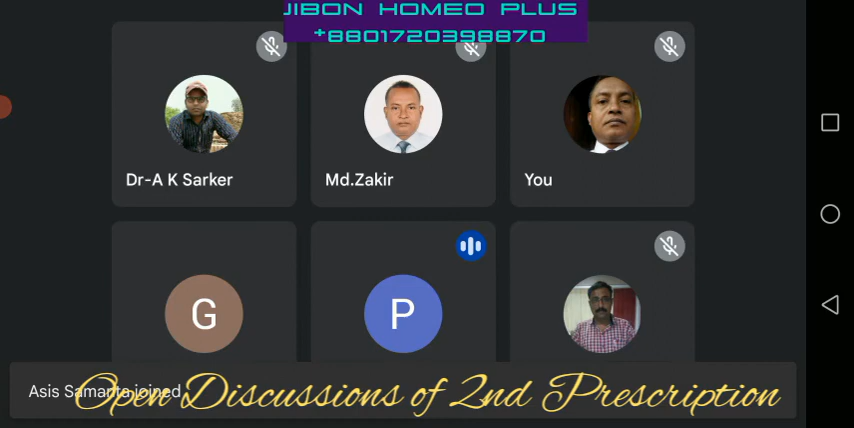 JIBON HOMEO PLUS
+8801720398870
Dr-A K Sarker
Md.Zakir
You
G
P
Asis Samanta joined
Open Discussions of 2nd Prescription